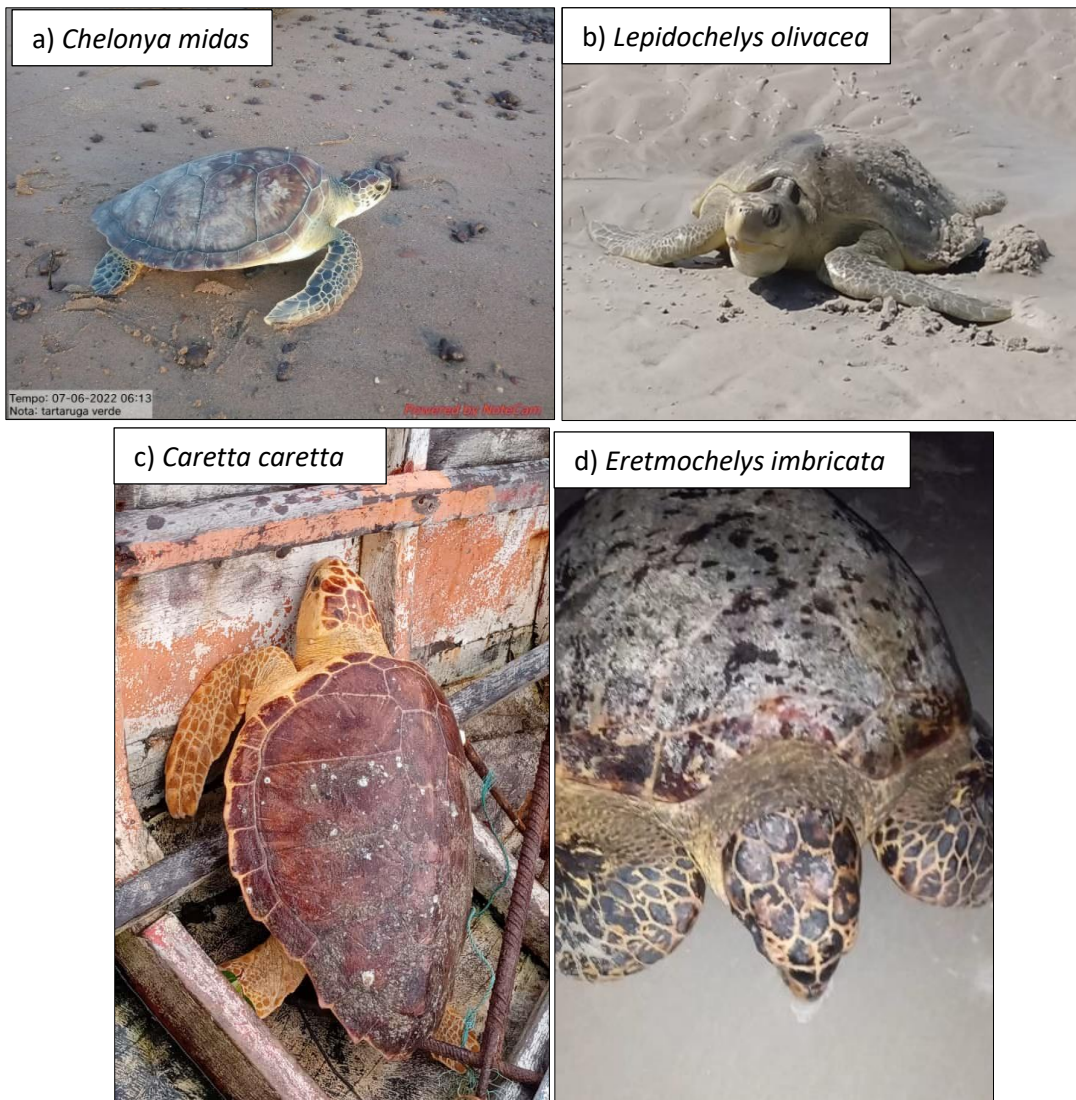 a) Chelonya midas
b) Lepidochelys olivacea
Tempo: 07-06-2022 06:13
Nota: tartaruga verde
Powered by NoteCam
c) Caretta caretta
d) Eretmochelys imbricata